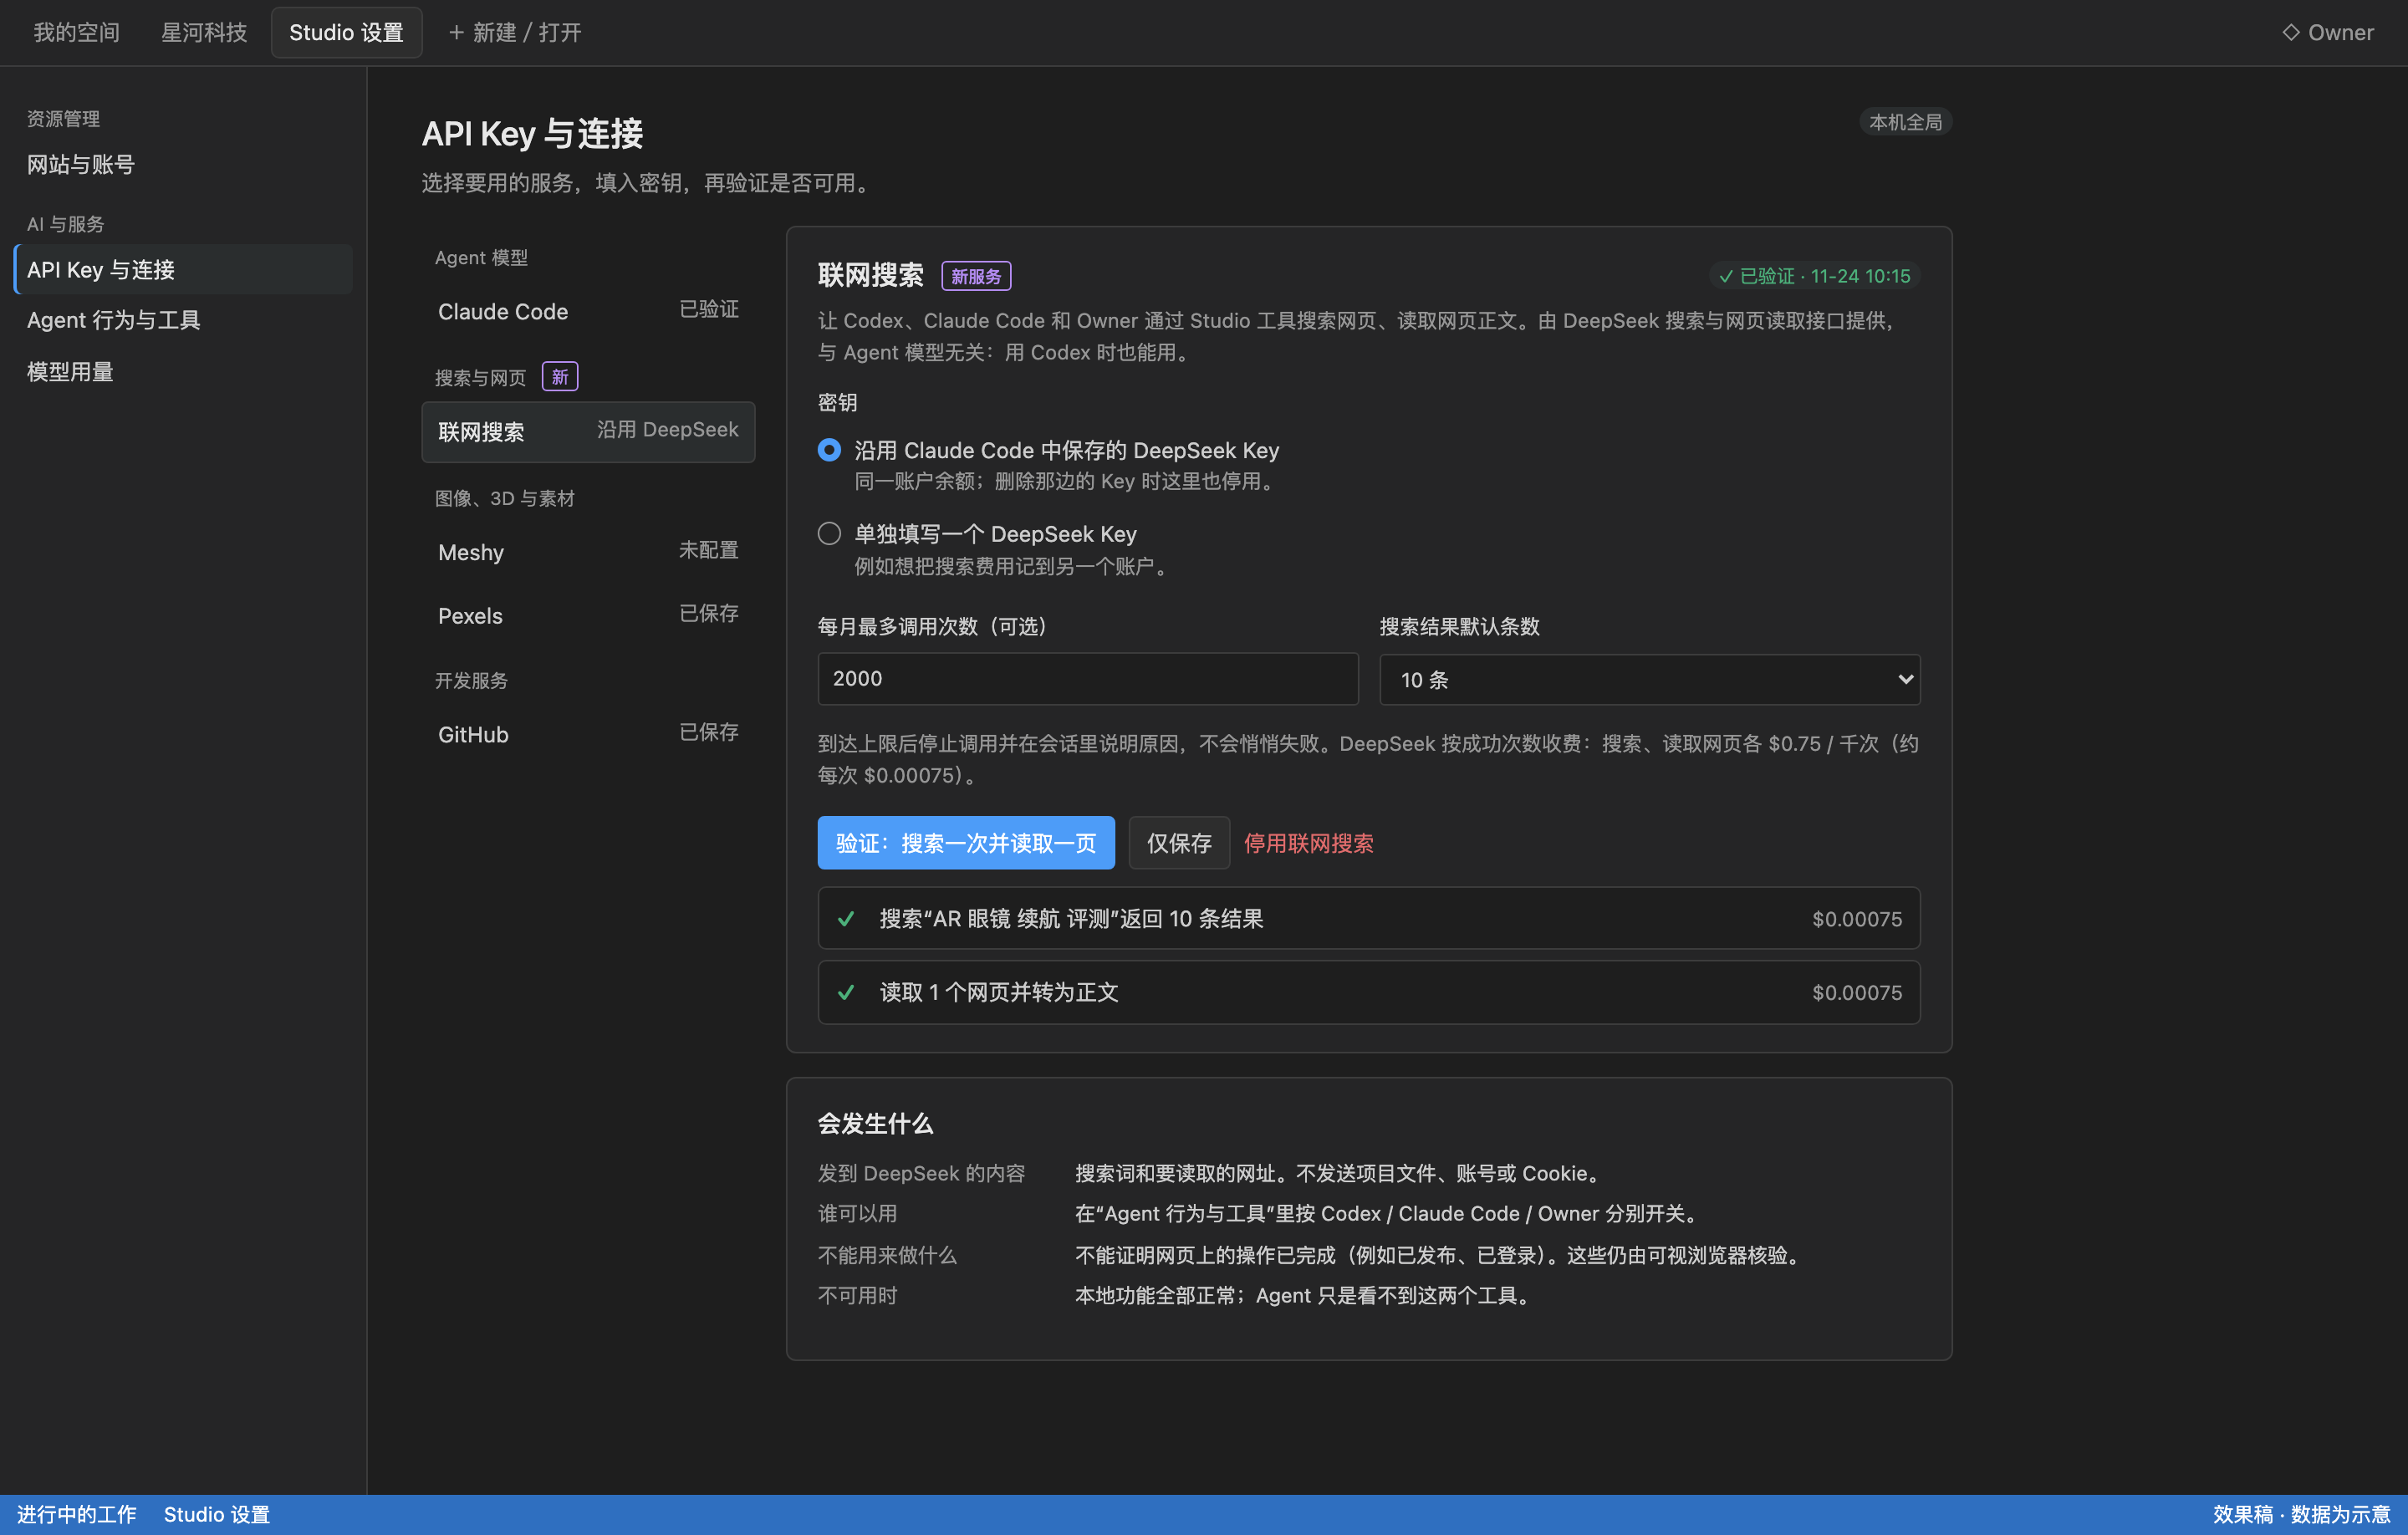 我的空间
星河科技
Studio 设置
+ 新建 / 打开
◇ Owner
资源管理
网站与账号
AI 与服务
API Key 与连接
Agent 行为与工具
模型用量
API Key 与连接
本机全局
选择要用的服务，填入密钥，再验证是否可用。
Agent 模型
Claude Code 已验证
搜索与网页 新
联网搜索 沿用 DeepSeek
图像、3D 与素材
Meshy 未配置
Pexels 已保存
开发服务
GitHub 已保存
联网搜索 新服务
✓ 已验证 · 11-24 10:15
让 Codex、Claude Code 和 Owner 通过 Studio 工具搜索网页、读取网页正文。由 DeepSeek 搜索与网页读取接口提供，
与 Agent 模型无关：用 Codex 时也能用。
密钥
沿用 Claude Code 中保存的 DeepSeek Key
同一账户余额；删除那边的 Key 时这里也停用。
单独填写一个 DeepSeek Key
例如想把搜索费用记到另一个账户。
每月最多调用次数（可选）
2000
搜索结果默认条数
10 条
到达上限后停止调用并在会话里说明原因，不会悄悄失败。DeepSeek 按成功次数收费：搜索、读取网页各 $0.75 / 千次（约
每次 $0.00075）。
验证：搜索一次并读取一页
仅保存
停用联网搜索
✓ 搜索“AR 眼镜 续航 评测”返回 10 条结果 $0.00075
✓ 读取 1 个网页并转为正文 $0.00075
会发生什么
发到 DeepSeek 的内容 搜索词和要读取的网址。不发送项目文件、账号或 Cookie。
谁可以用 在“Agent 行为与工具”里按 Codex / Claude Code / Owner 分别开关。
不能用来做什么 不能证明网页上的操作已完成（例如已发布、已登录）。这些仍由可视浏览器核验。
不可用时 本地功能全部正常；Agent 只是看不到这两个工具。
进行中的工作
Studio 设置
效果稿 · 数据为示意